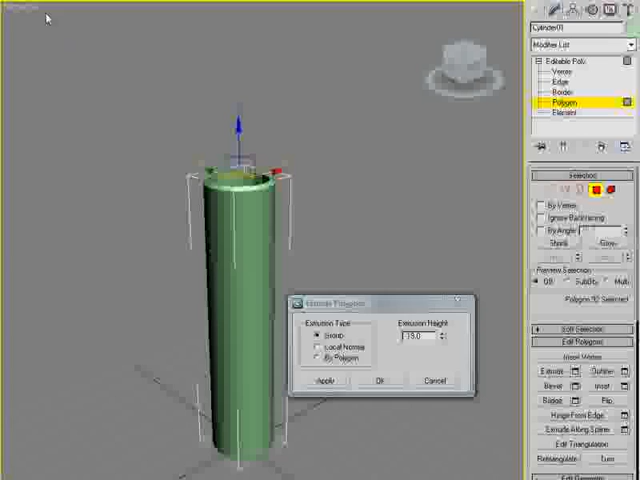 Cylinder01
Modifier List
Editable Poly
Vertex
Edge
Border
Polygon
Element
Selection
By Vertex
Ignore Backfacing
By Angle:
Shrink
Grow
Preview Selection
Off
SubObj
Multi
Polygon 92 Selected
Soft Selection
Edit Polygons
Insert Vertex
Extrude
Outline
Bevel
Inset
Bridge
Flip
Hinge From Edge
Extrude Along Spline
Edit Triangulation
Retriangulate
Turn
Edit Geometry
Extrude Polygons
Extrusion Type
Group
Local Normal
By Polygon
Extrusion Height
Apply
OK
Cancel